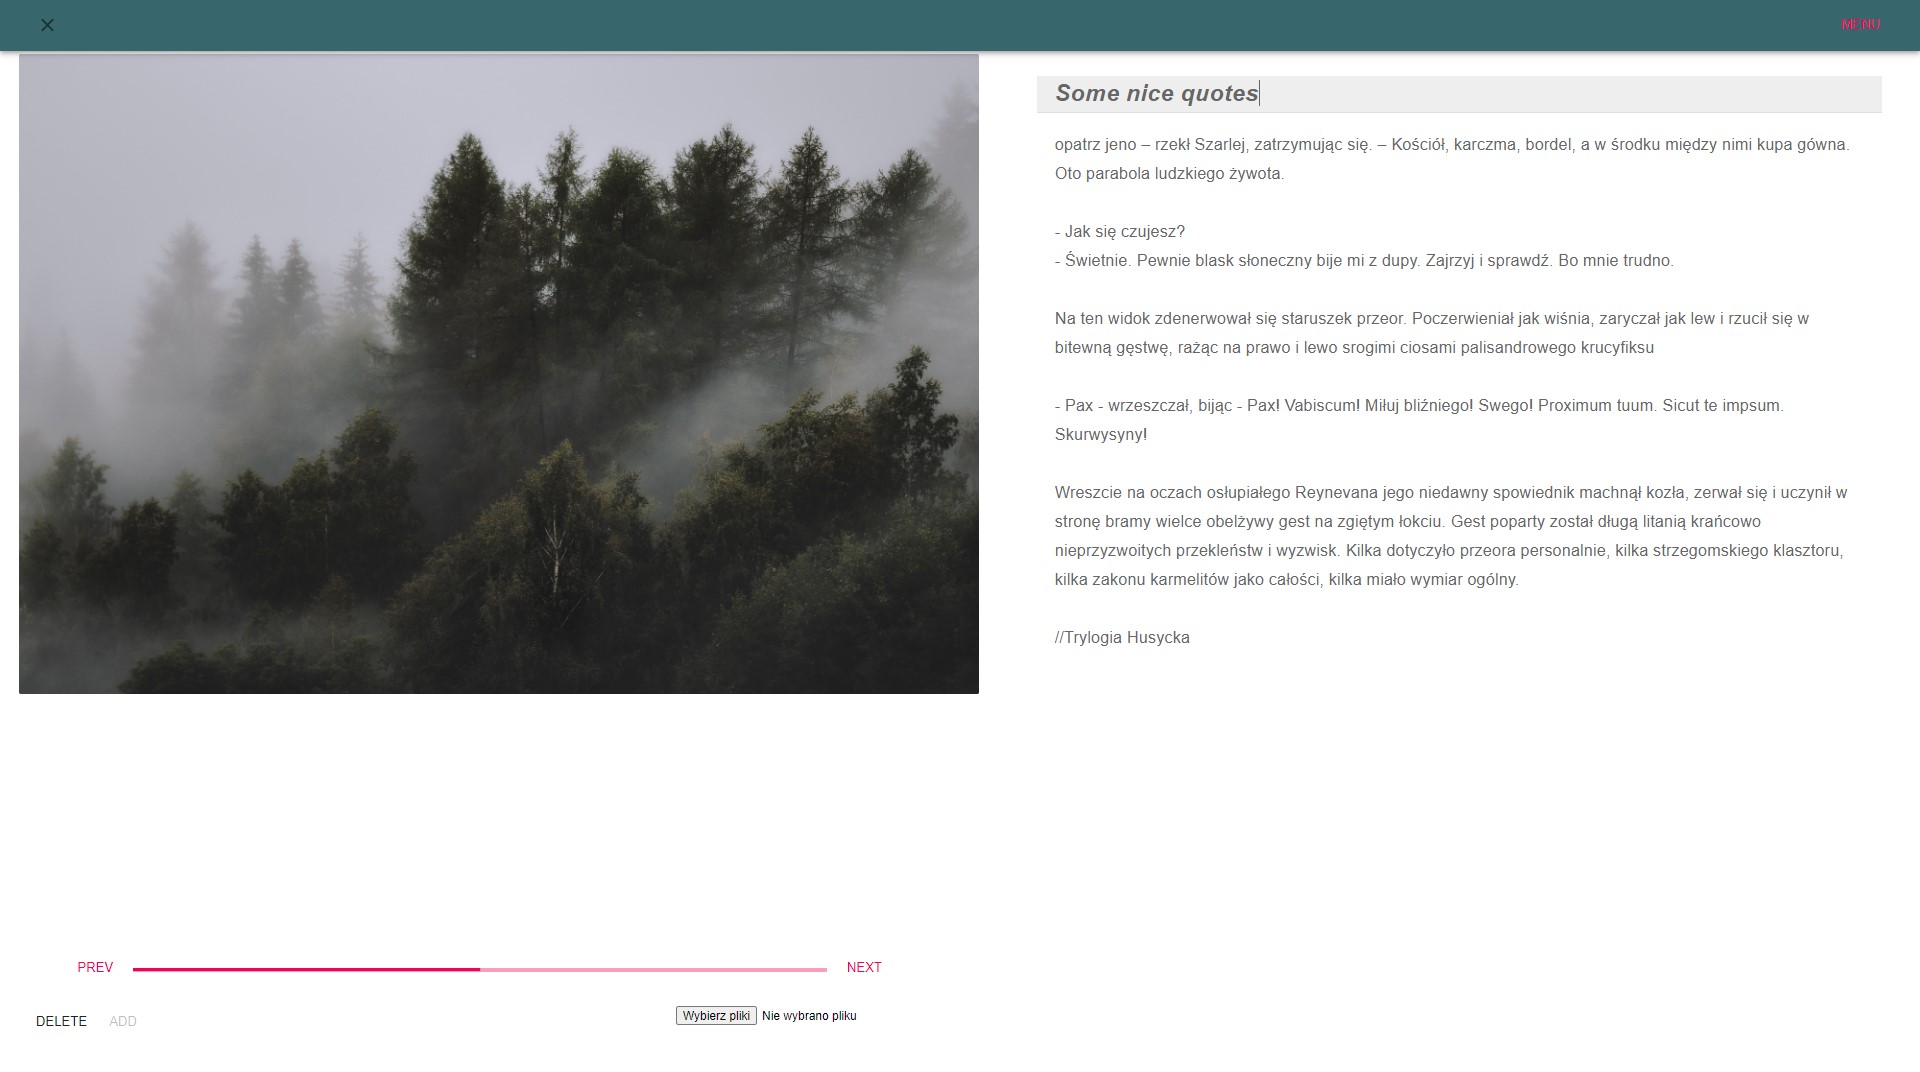 MENU
Some nice quotes
opatrz jeno – rzekł Szarlej, zatrzymując się. – Kościół, karczma, bordel, a w środku między nimi kupa gówna.
Oto parabola ludzkiego żywota.
- Jak się czujesz?
- Świetnie. Pewnie blask słoneczny bije mi z dupy. Zajrzyj i sprawdź. Bo mnie trudno.
Na ten widok zdenerwował się staruszek przeor. Poczerwieniał jak wiśnia, zaryczał jak lew i rzucił się w
bitewną gęstwę, rażąc na prawo i lewo srogimi ciosami palisandrowego krucyfiksu
- Pax - wrzeszczał, bijąc - Pax! Vabiscum! Miłuj bliźniego! Swego! Proximum tuum. Sicut te impsum.
Skurwysyny!
Wreszcie na oczach osłupiałego Reynevana jego niedawny spowiednik machnął kozła, zerwał się i uczynił w
stronę bramy wielce obelżywy gest na zgiętym łokciu. Gest poparty został długą litanią krańcowo
nieprzyzwoitych przekleństw i wyzwisk. Kilka dotyczyło przeora personalnie, kilka strzegomskiego klasztoru,
kilka zakonu karmelitów jako całości, kilka miało wymiar ogólny.
//Trylogia Husycka
PREV
NEXT
DELETE ADD
Wybierz pliki Nie wybrano pliku